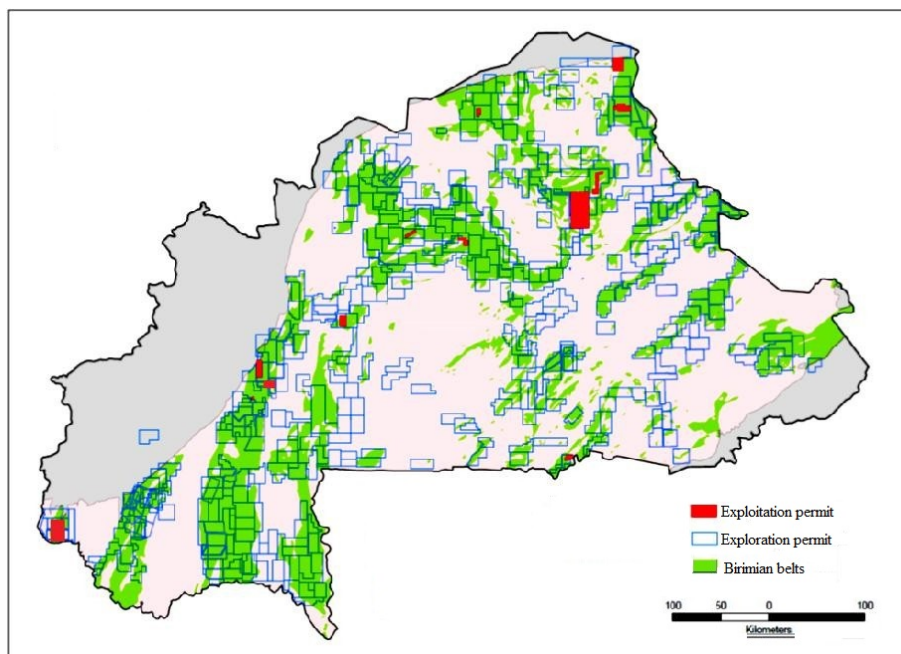 Exploitation permit
Exploration permit
Birimian belts
100 50 0 100
Kilometers